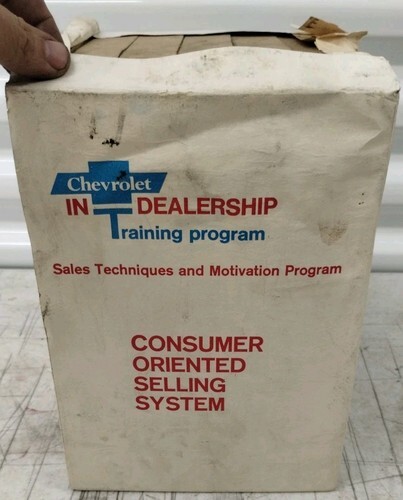 Chevrolet
IN DEALERSHIP
Training program
Sales Techniques and Motivation Program
CONSUMER
ORIENTED
SELLING
SYSTEM